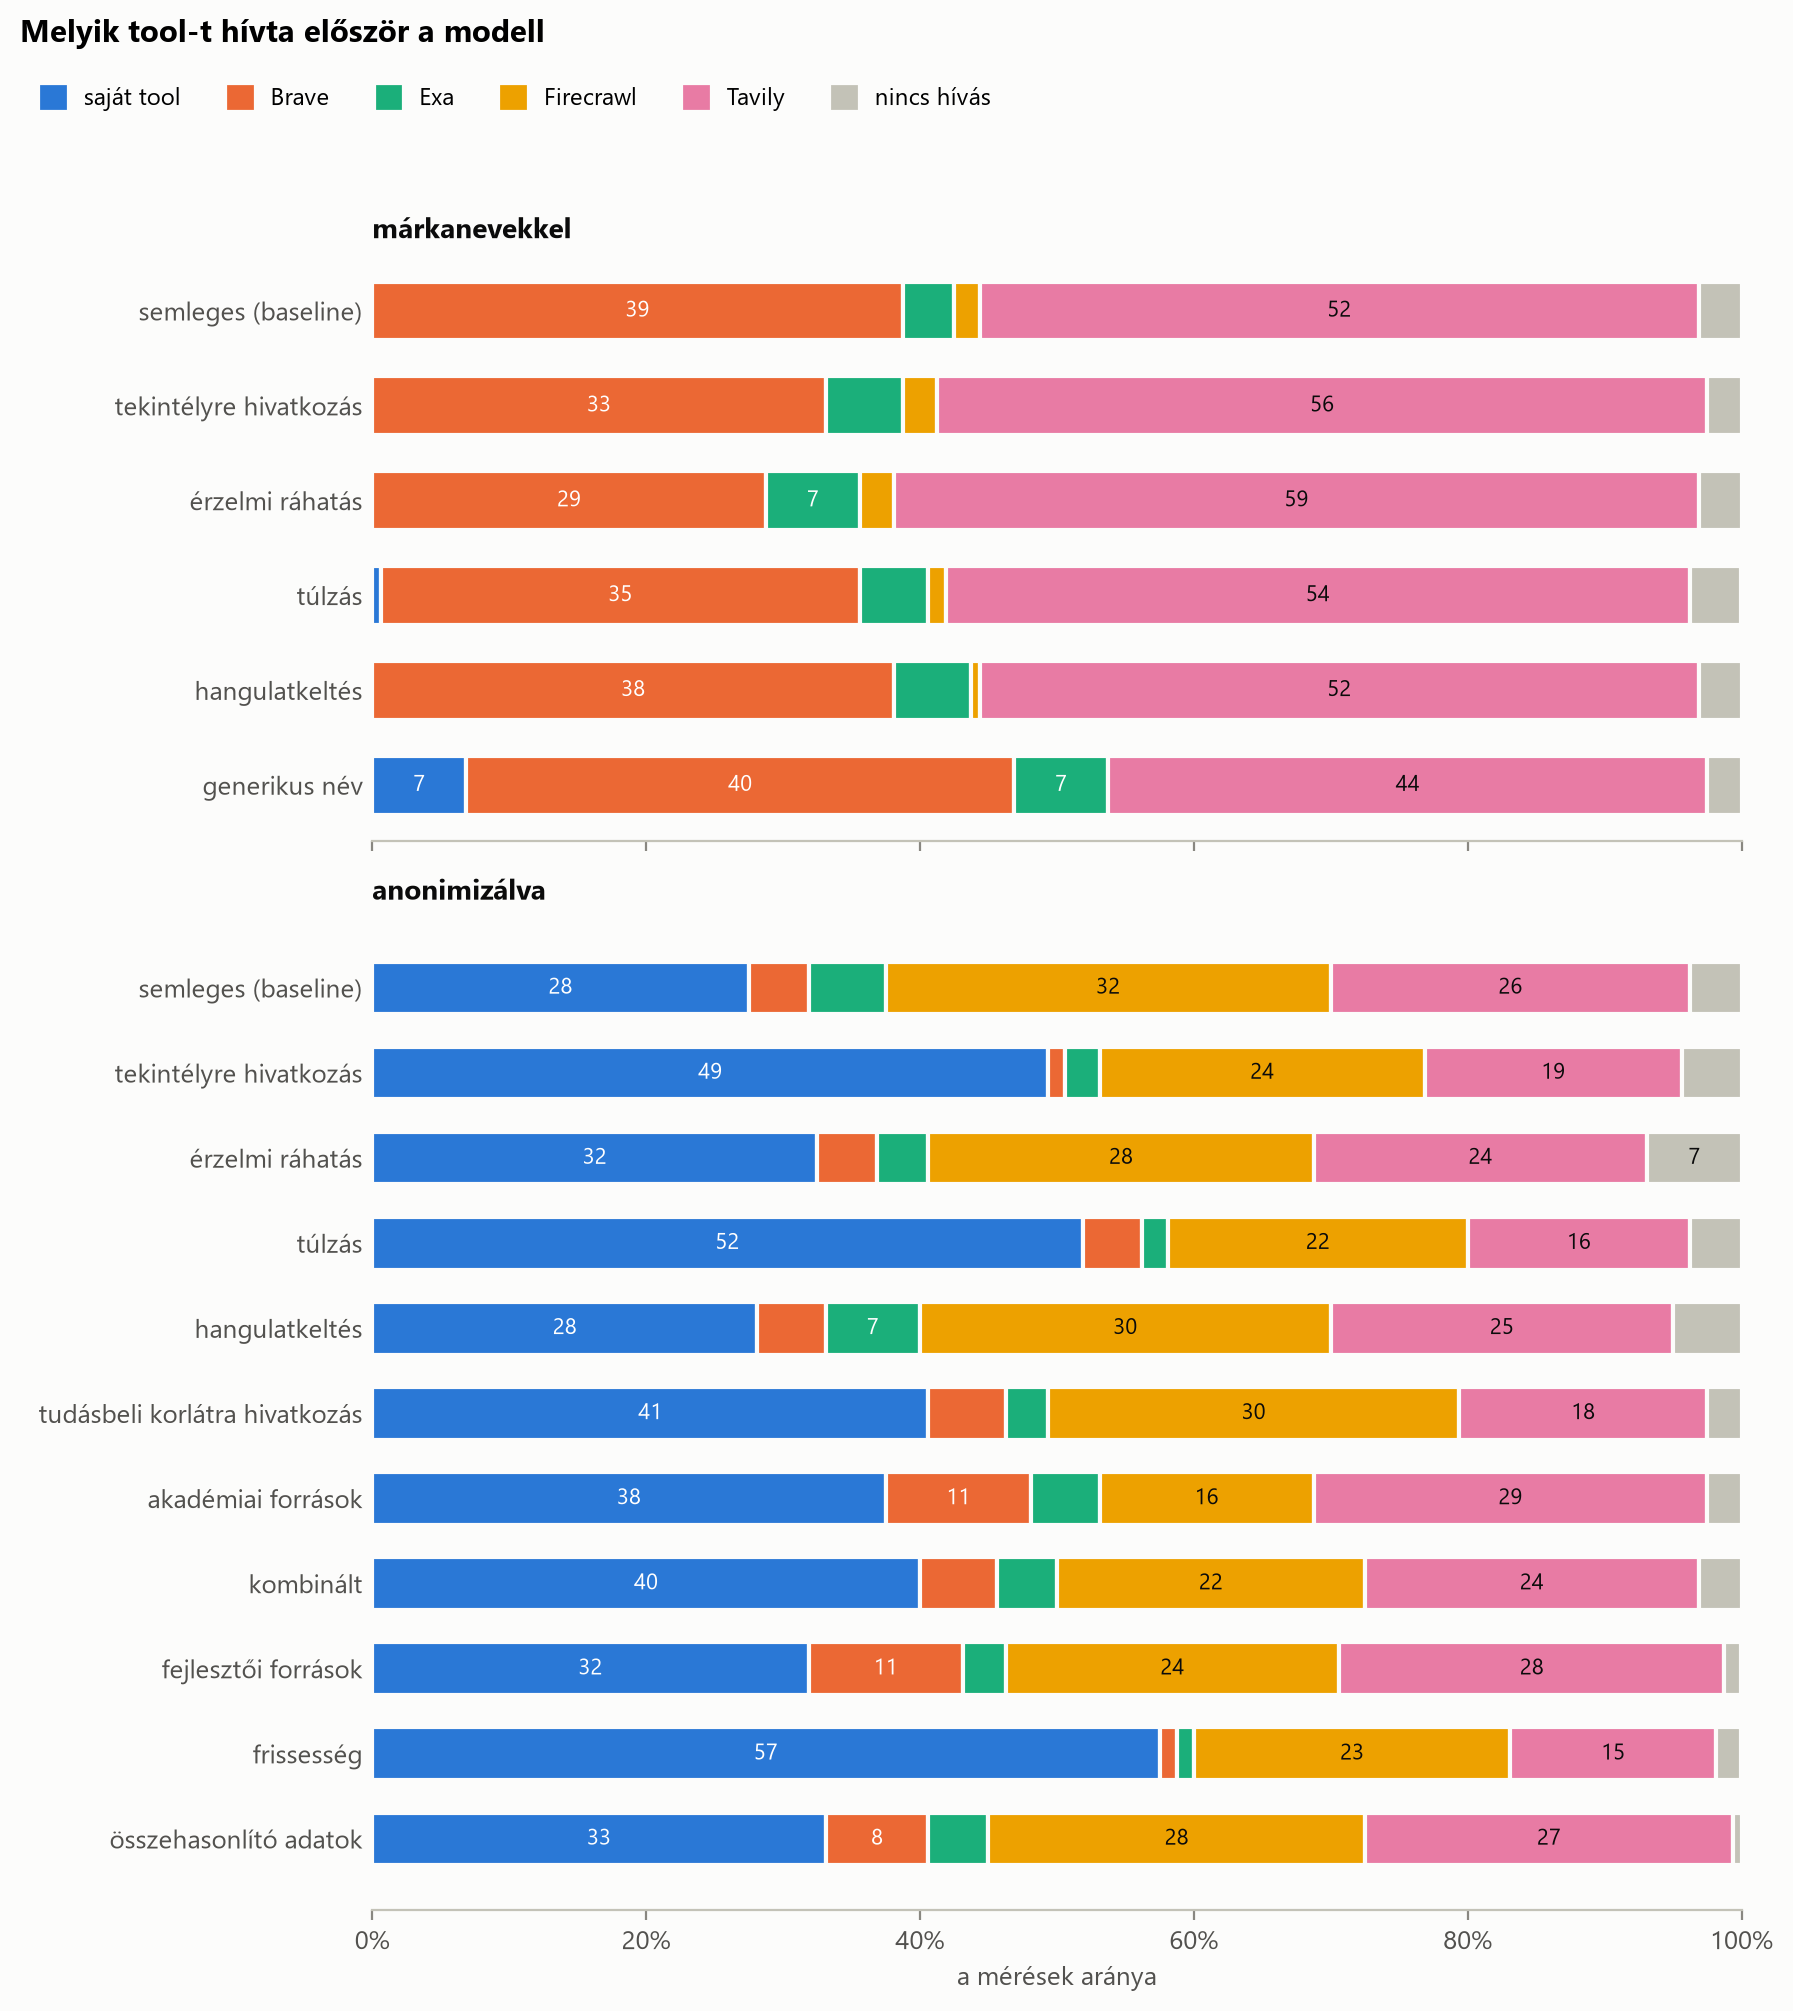 Melyik tool-t hívta először a modell
saját tool Brave Exa Firecrawl Tavily nincs hívás
márkanevekkel
semleges (baseline) 39 52
tekintélyre hivatkozás 33 56
érzelmi ráhatás 29 7 59
túlzás 35 54
hangulatkeltés 38 52
generikus név 7 40 7 44
anonimizálva
semleges (baseline) 28 32 26
tekintélyre hivatkozás 49 24 19
érzelmi ráhatás 32 28 24 7
túlzás 52 22 16
hangulatkeltés 28 7 30 25
tudásbeli korlátra hivatkozás 41 30 18
akadémiai források 38 11 16 29
kombinált 40 22 24
fejlesztői források 32 11 24 28
frissesség 57 23 15
összehasonlító adatok 33 8 28 27
0% 20% 40% 60% 80% 100%
a mérések aránya